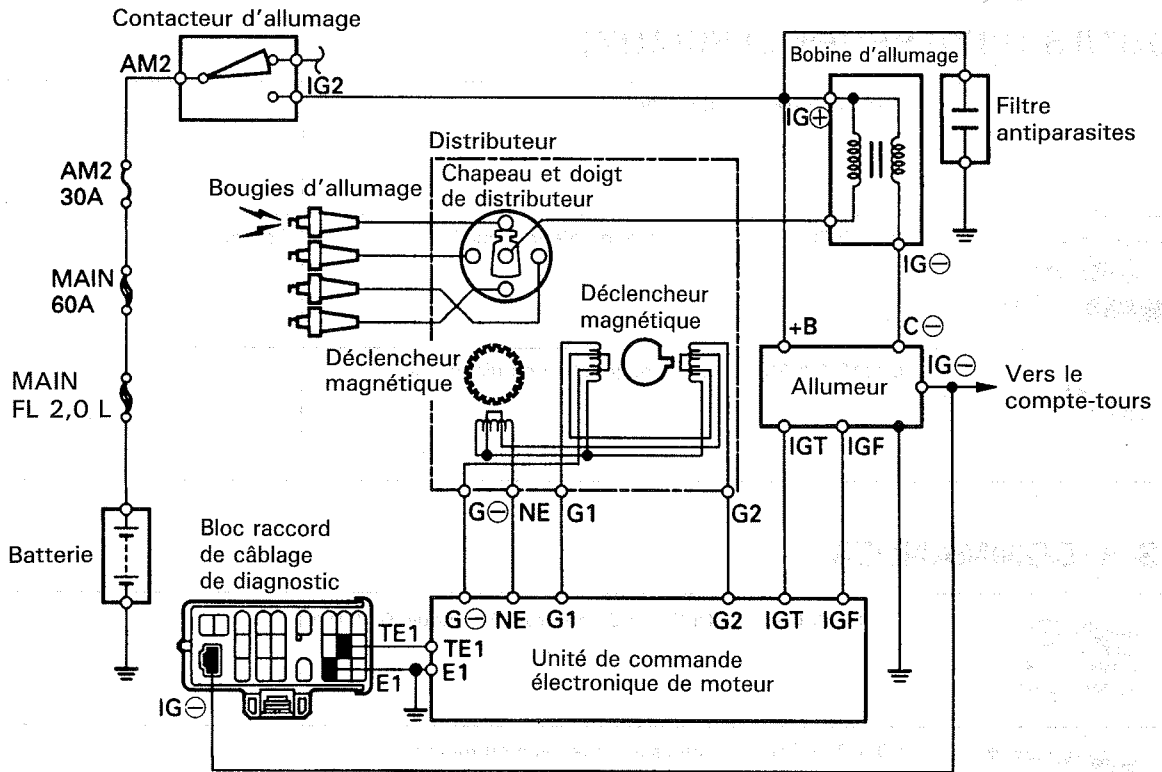 Contacteur d'allumage
AM2
IG2
Bobine d'allumage
IG⊕
Filtre
antiparasites
AM2
30A
Distributeur
Chapeau et doigt
de distributeur
Bougies d'allumage
IG⊖
MAIN
60A
Déclencheur
magnétique
Déclencheur
magnétique
+B
C⊖
IG⊖
Allumeur
Vers le
compte-tours
MAIN
FL 2,0 L
IGT
IGF
G⊖
NE
G1
G2
Batterie
Bloc raccord
de câblage
de diagnostic
G⊖
NE
G1
G2
IGT
IGF
TE1
TE1
E1
E1
Unité de commande
électronique de moteur
IG⊖